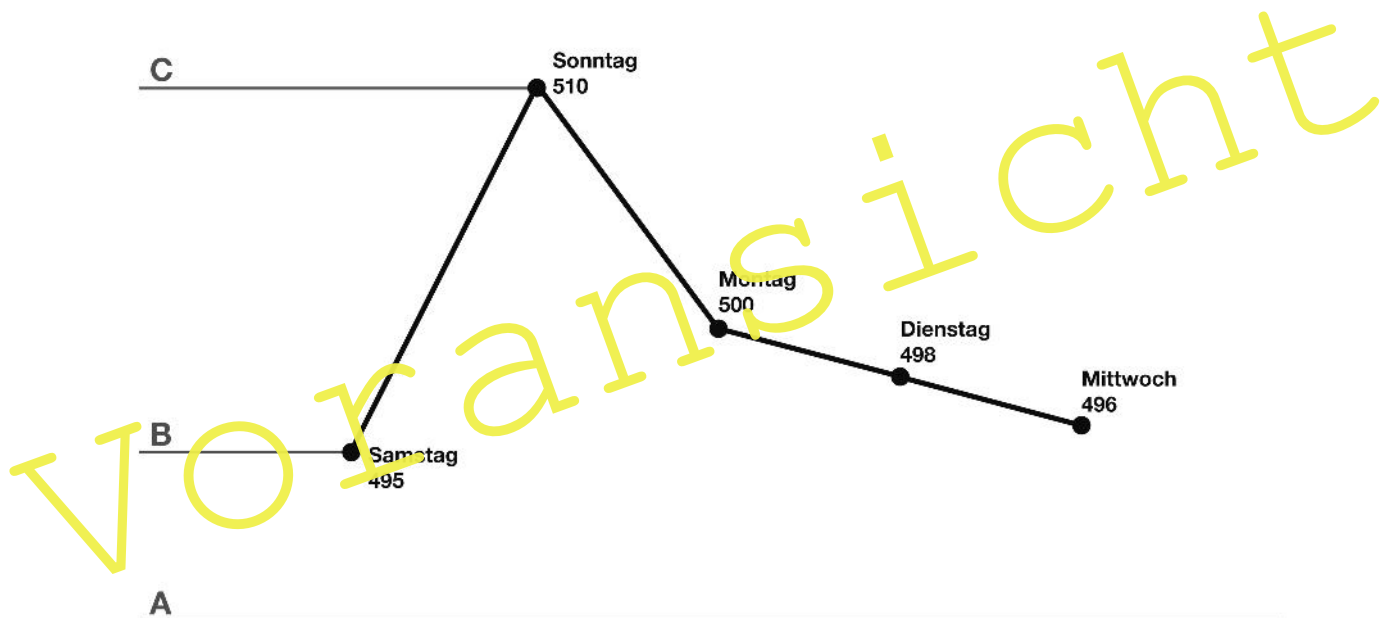 C
Sonntag
510
Montag
500
Dienstag
498
Mittwoch
496
B
Samstag
495
A
Voransicht